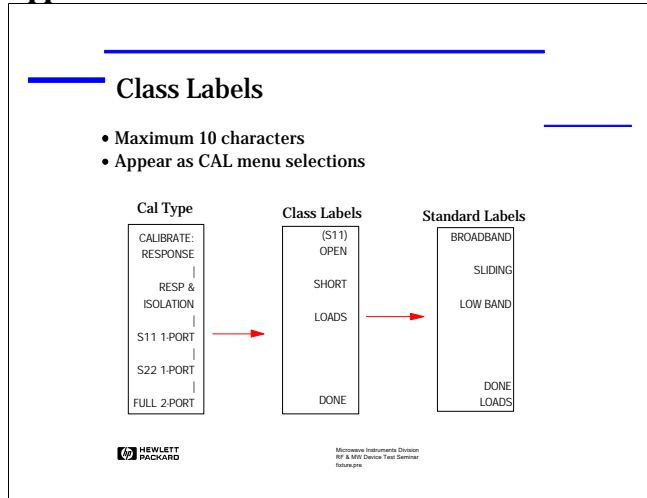 Class Labels
• Maximum 10 characters
• Appear as CAL menu selections
Cal Type
CALIBRATE:
RESPONSE
|
RESP &
ISOLATION
|
S11 1-PORT
|
S22 1-PORT
|
FULL 2-PORT
Class Labels
(S11)
OPEN
SHORT
LOADS
DONE
Standard Labels
BROADBAND
SLIDING
LOW BAND
DONE
LOADS
hp HEWLETT
PACKARD
Microwave Instruments Division
RF & MW Device Test Seminar
fixture.pre